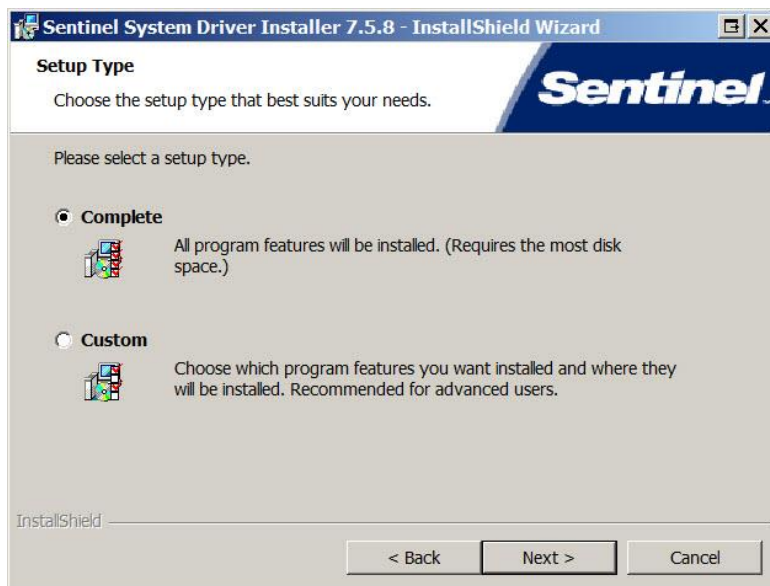 Sentinel System Driver Installer 7.5.8 - InstallShield Wizard
Setup Type
Choose the setup type that best suits your needs.
Sentinel.
Please select a setup type.
Complete
All program features will be installed. (Requires the most disk
space.)
Custom
Choose which program features you want installed and where they
will be installed. Recommended for advanced users.
InstallShield
< Back
Next >
Cancel